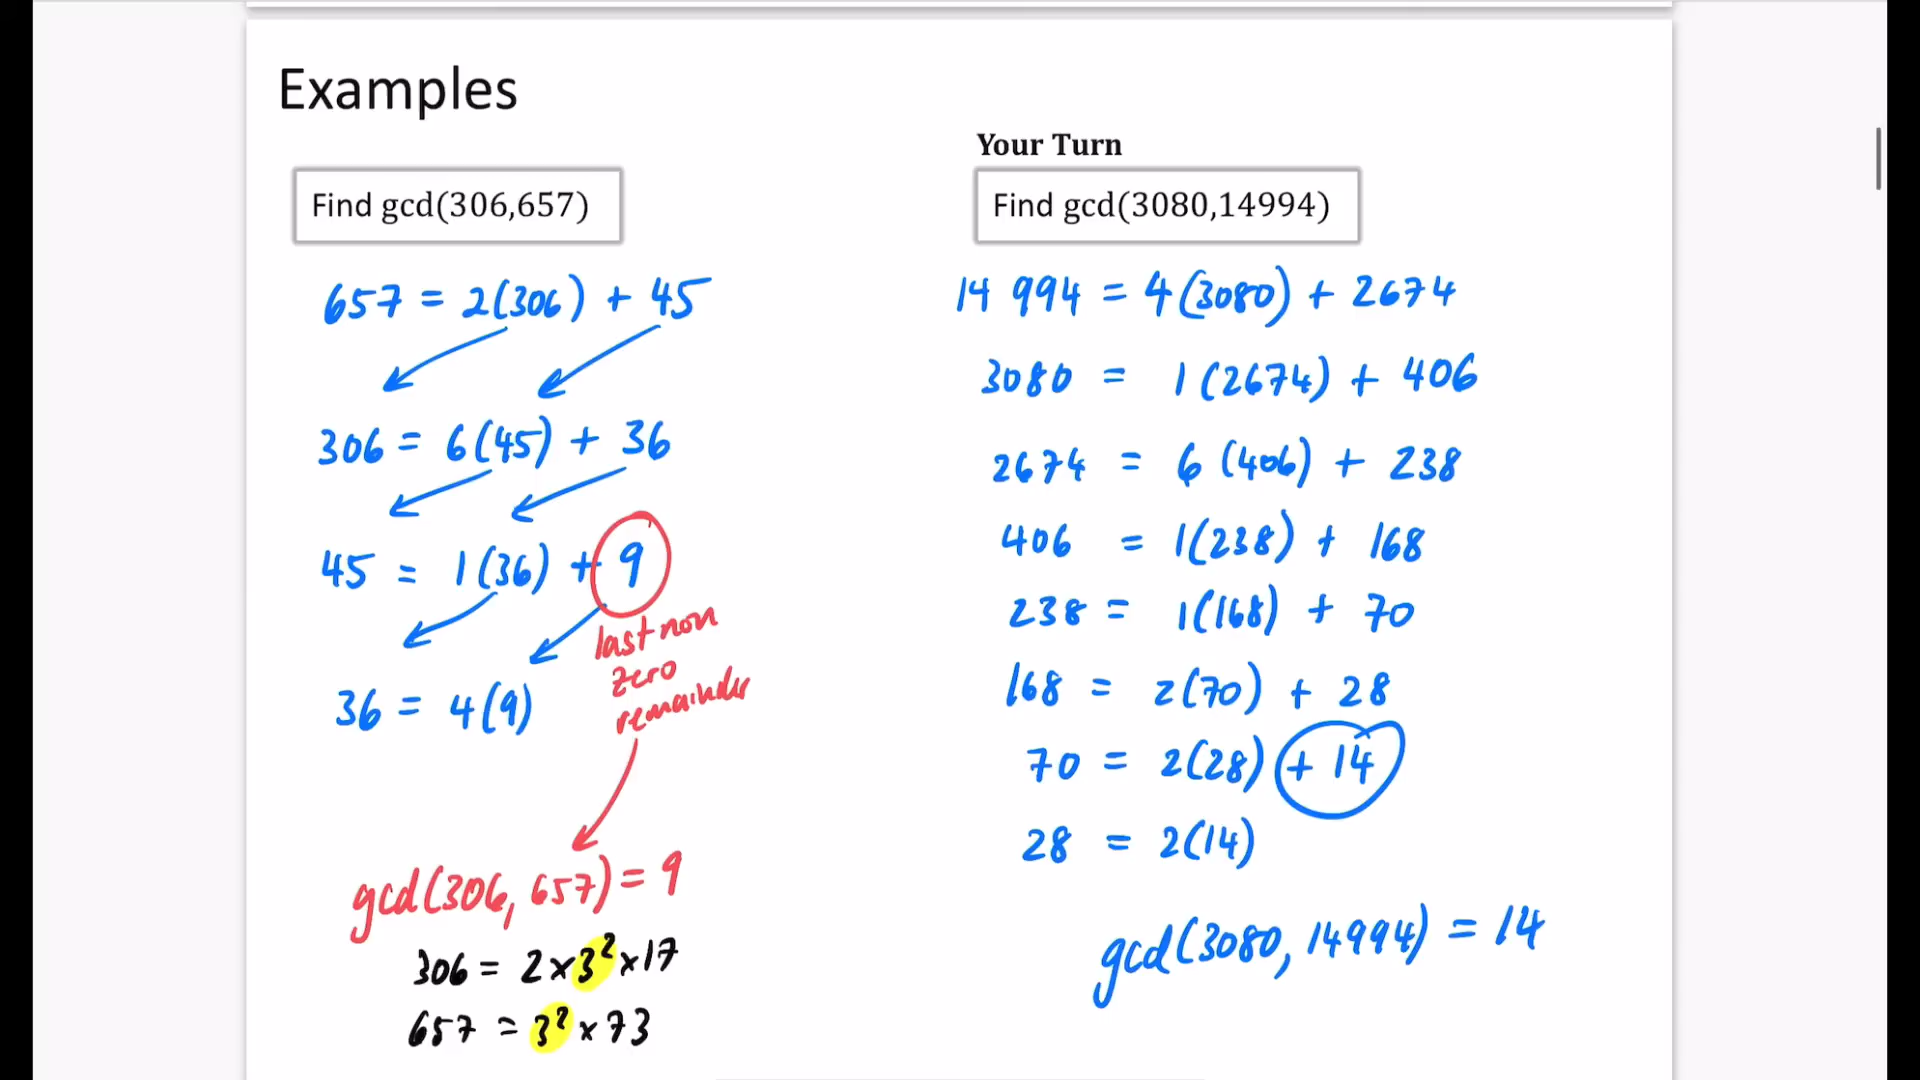 Examples
Find gcd(306,657)
657 = 2(306) + 45
306 = 6(45) + 36
45 = 1(36) + 9
last non
zero
remainder
36 = 4(9)
gcd(306, 657) = 9
306 = 2 × 3² × 17
657 = 3² × 73
Your Turn
Find gcd(3080,14994)
14 994 = 4(3080) + 2674
3080 = 1(2674) + 406
2674 = 6(406) + 238
406 = 1(238) + 168
238 = 1(168) + 70
168 = 2(70) + 28
70 = 2(28) + 14
28 = 2(14)
gcd(3080, 14994) = 14